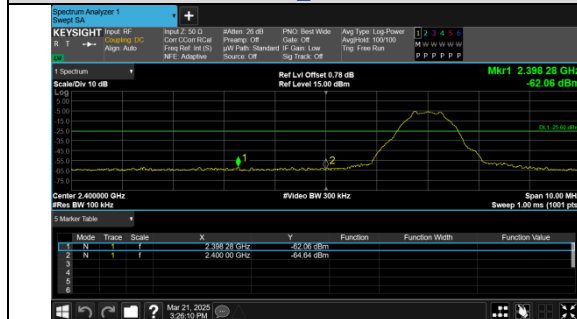 Spectrum Analyzer 1
Swept SA
+
KEYSIGHT Input: RF Input Z: 50 Ω #Atten: 26 dB PNO: Best Wide Avg Type: Log-Power 1 2 3 4 5 6
R T Coupling: DC Corr CCorr RCal Preamp: Off Gate: Off Avg|Hold: 100/100 M W W W W W
Align: Auto Freq Ref: Int (S) µW Path: Standard IF Gain: Low Trig: Free Run
LW NFE: Adaptive Source: Off Sig Track: Off P P P P P P
1 Spectrum Ref Lvl Offset 0.78 dB Mkr1 2.398 28 GHz
Scale/Div 10 dB Ref Level 15.00 dBm -62.06 dBm
Log
5.00
-5.00
-15.0
-25.0
-35.0
-45.0
-55.0
-65.0
-75.0
1
2
Center 2.400000 GHz #Video BW 300 kHz Span 10.00 MHz
#Res BW 100 kHz Sweep 1.00 ms (1001 pts
5 Marker Table
Mode Trace Scale X Y Function Function Width Function Value
1 N 1 f 2.398 28 GHz -62.06 dBm
2 N 1 f 2.400 00 GHz -64.64 dBm
3
4
5
6
? Mar 21, 2025
3:26:10 PM